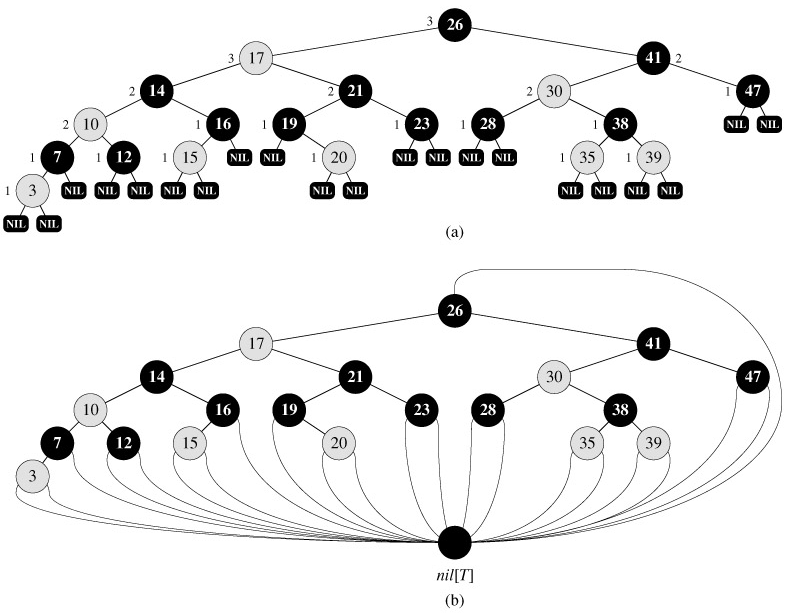 3 26
3 17 41 2
2 14 2 21 2 30 1 47
2 10 1 16 1 19 1 23 1 28 1 38 NIL NIL
1 7 1 12 1 15 NIL NIL 1 20 NIL NIL NIL NIL 1 35 1 39
1 3 NIL NIL NIL NIL NIL NIL NIL NIL NIL NIL NIL
NIL NIL
(a)
26
17 41
14 21 30 47
10 16 19 23 28 38
7 12 15 20 35 39
3
nil[T]
(b)